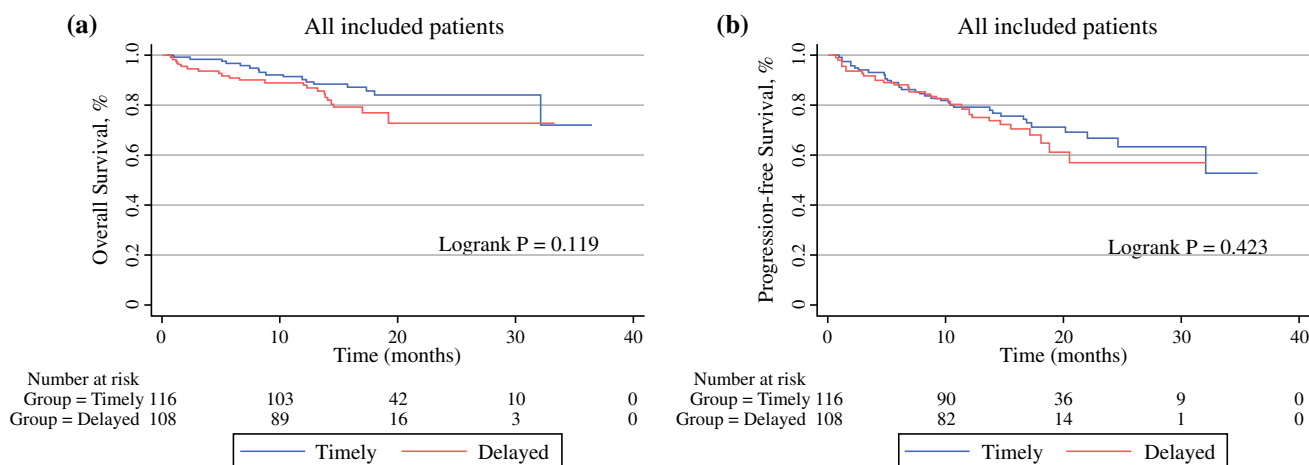 (a) All included patients
Overall Survival, %
1.0
0.8
0.6
0.4
0.2
0
Logrank P = 0.119
0 10 20 30 40
Time (months)
Number at risk
Group = Timely 116 103 42 10 0
Group = Delayed 108 89 16 3 0
Timely Delayed
(b) All included patients
Progression-free Survival, %
1.0
0.8
0.6
0.4
0.2
0
Logrank P = 0.423
0 10 20 30 40
Time (months)
Number at risk
Group = Timely 116 90 36 9 0
Group = Delayed 108 82 14 1 0
Timely Delayed